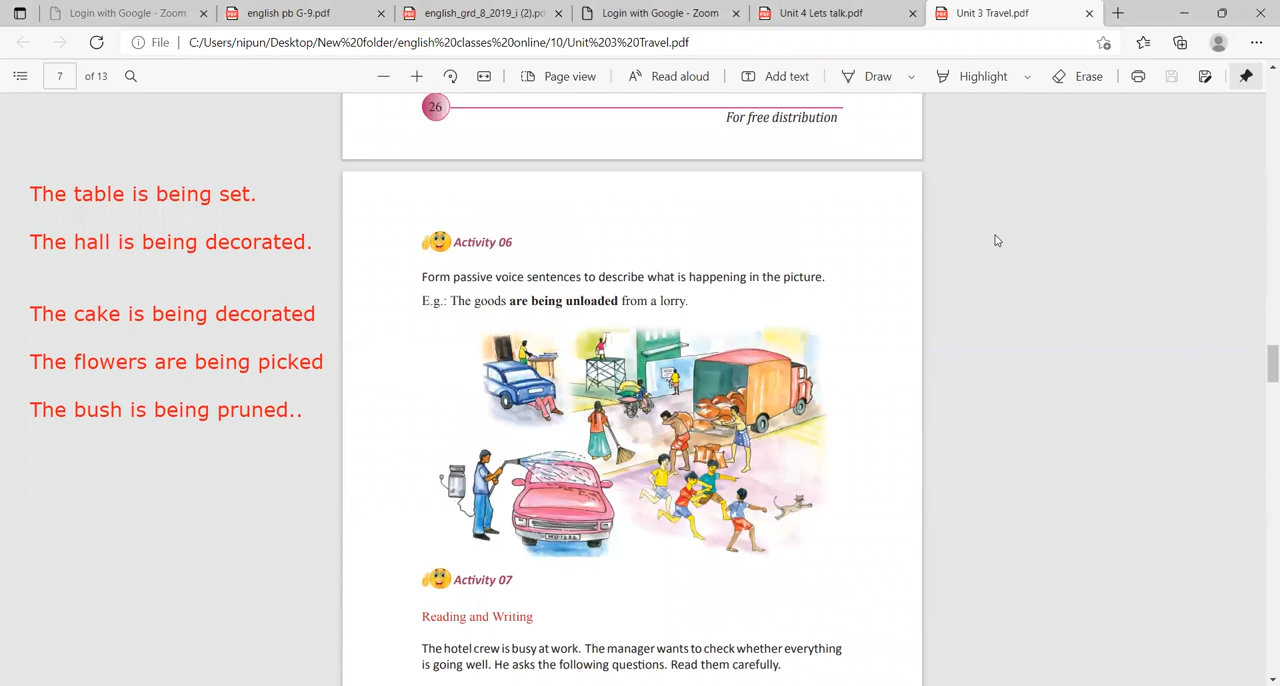 Login with Google - Zoom
english pb G-9.pdf
english_grd_8_2019_i (2).pd
Login with Google - Zoom
Unit 4 Lets talk.pdf
Unit 3 Travel.pdf
File
C:/Users/nipun/Desktop/New%20folder/english%20classes%20online/10/Unit%203%20Travel.pdf
7 of 13
Page view
Read aloud
Add text
Draw
Highlight
Erase
26
For free distribution
The table is being set.
The hall is being decorated.
The cake is being decorated
The flowers are being picked
The bush is being pruned..
Activity 06
Form passive voice sentences to describe what is happening in the picture.
E.g.: The goods are being unloaded from a lorry.
Activity 07
Reading and Writing
The hotel crew is busy at work. The manager wants to check whether everything
is going well. He asks the following questions. Read them carefully.